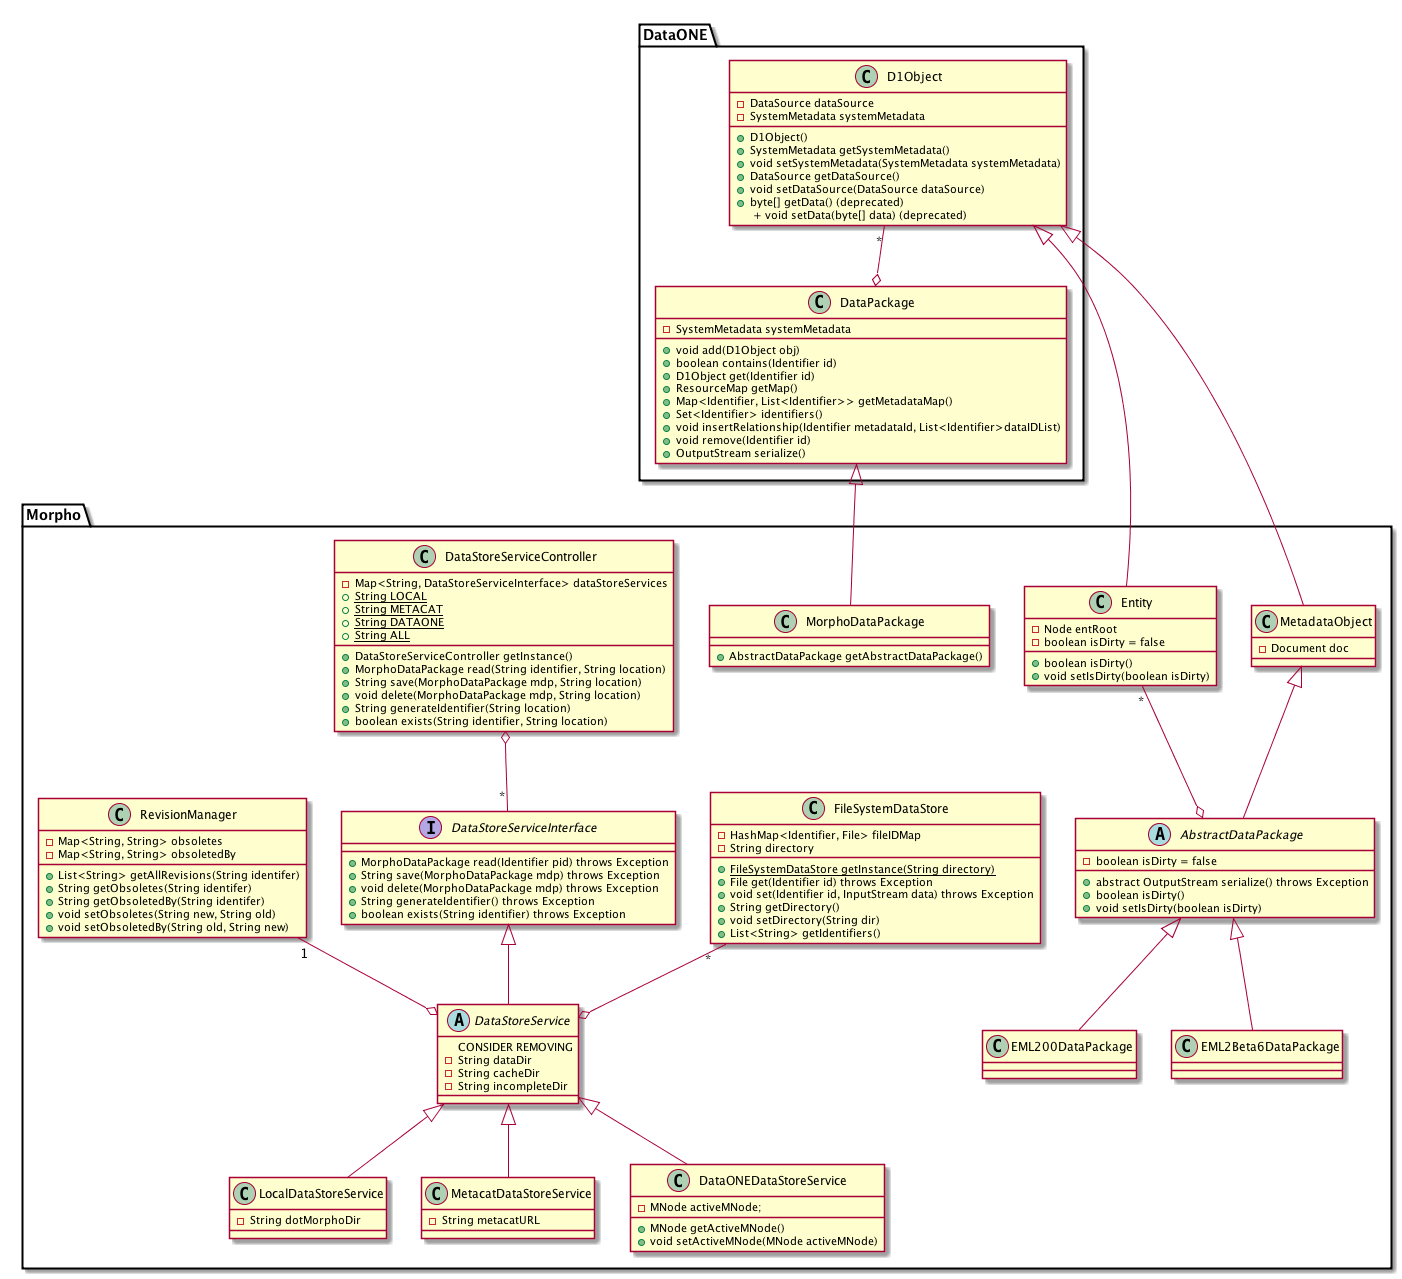 DataONE
C D1Object
DataSource dataSource
SystemMetadata systemMetadata
D1Object()
SystemMetadata getSystemMetadata()
void setSystemMetadata(SystemMetadata systemMetadata)
DataSource getDataSource()
void setDataSource(DataSource dataSource)
byte[] getData() (deprecated)
+ void setData(byte[] data) (deprecated)
*
C DataPackage
SystemMetadata systemMetadata
void add(D1Object obj)
boolean contains(Identifier id)
D1Object get(Identifier id)
ResourceMap getMap()
Map<Identifier, List<Identifier>> getMetadataMap()
Set<Identifier> identifiers()
void insertRelationship(Identifier metadataId, List<Identifier>dataIDList)
void remove(Identifier id)
OutputStream serialize()
Morpho
C DataStoreServiceController
Map<String, DataStoreServiceInterface> dataStoreServices
String LOCAL
String METACAT
String DATAONE
String ALL
DataStoreServiceController getInstance()
MorphoDataPackage read(String identifier, String location)
String save(MorphoDataPackage mdp, String location)
void delete(MorphoDataPackage mdp, String location)
String generateIdentifier(String location)
boolean exists(String identifier, String location)
*
C MorphoDataPackage
AbstractDataPackage getAbstractDataPackage()
C Entity
Node entRoot
boolean isDirty = false
boolean isDirty()
void setIsDirty(boolean isDirty)
*
C MetadataObject
Document doc
C RevisionManager
Map<String, String> obsoletes
Map<String, String> obsoletedBy
List<String> getAllRevisions(String identifer)
String getObsoletes(String identifer)
String getObsoletedBy(String identifer)
void setObsoletes(String new, String old)
void setObsoletedBy(String old, String new)
1
I DataStoreServiceInterface
MorphoDataPackage read(Identifier pid) throws Exception
String save(MorphoDataPackage mdp) throws Exception
void delete(MorphoDataPackage mdp) throws Exception
String generateIdentifier() throws Exception
boolean exists(String identifier) throws Exception
C FileSystemDataStore
HashMap<Identifier, File> fileIDMap
String directory
FileSystemDataStore getInstance(String directory)
File get(Identifier id) throws Exception
void set(Identifier id, InputStream data) throws Exception
String getDirectory()
void setDirectory(String dir)
List<String> getIdentifiers()
*
A AbstractDataPackage
boolean isDirty = false
abstract OutputStream serialize() throws Exception
boolean isDirty()
void setIsDirty(boolean isDirty)
A DataStoreService
CONSIDER REMOVING
String dataDir
String cacheDir
String incompleteDir
C EML200DataPackage
C EML2Beta6DataPackage
C LocalDataStoreService
String dotMorphoDir
C MetacatDataStoreService
String metacatURL
C DataONEDataStoreService
MNode activeMNode;
MNode getActiveMNode()
void setActiveMNode(MNode activeMNode)